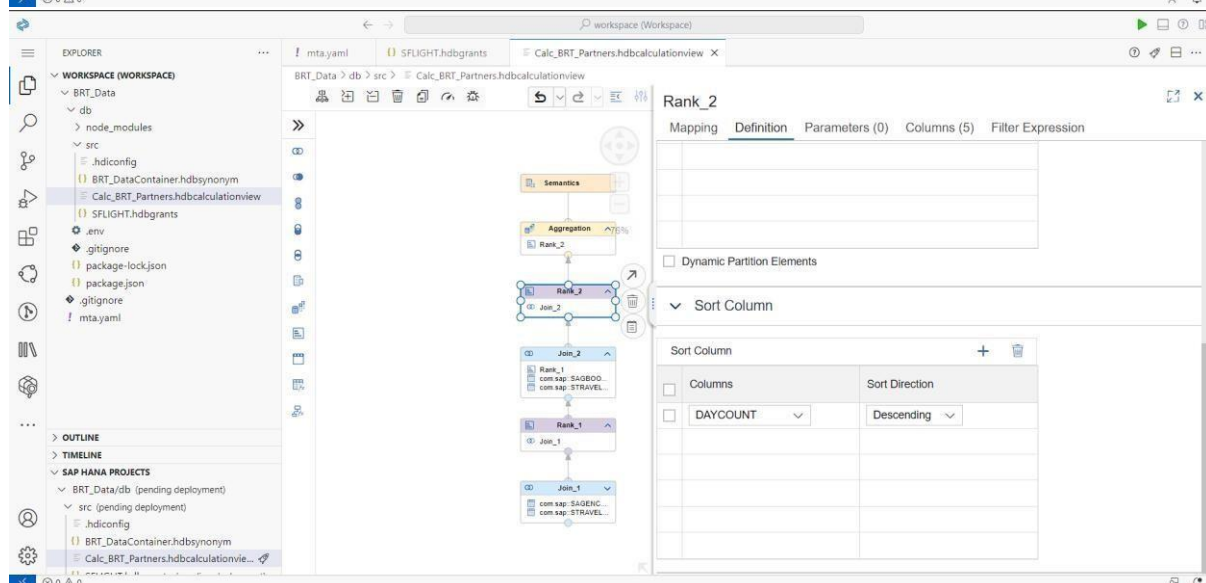 0 0
workspace (Workspace)
EXPLORER
mta.yaml
SFLIGHT.hdbgrants
Calc_BRT_Partners.hdbcalculationview
WORKSPACE (WORKSPACE)
BRT_Data > db > src > Calc_BRT_Partners.hdbcalculationview
BRT_Data
db
node_modules
src
.hdiconfig
BRT_DataContainer.hdbsynonym
Calc_BRT_Partners.hdbcalculationview
SFLIGHT.hdbgrants
.env
.gitignore
package-lock.json
package.json
.gitignore
mta.yaml
OUTLINE
TIMELINE
SAP HANA PROJECTS
BRT_Data/db (pending deployment)
src (pending deployment)
.hdiconfig
BRT_DataContainer.hdbsynonym
Calc_BRT_Partners.hdbcalculationvie...
Semantics
Aggregation
76%
Rank_2
Rank_2
Join_2
Join_2
Rank_1
com.sap::SAGBOO...
com.sap::STRAVEL...
Rank_1
Join_1
Join_1
com.sap::SAGENC...
com.sap::STRAVEL...
Rank_2
Mapping Definition Parameters (0) Columns (5) Filter Expression
Dynamic Partition Elements
Sort Column
Sort Column
Columns Sort Direction
DAYCOUNT Descending
0 0